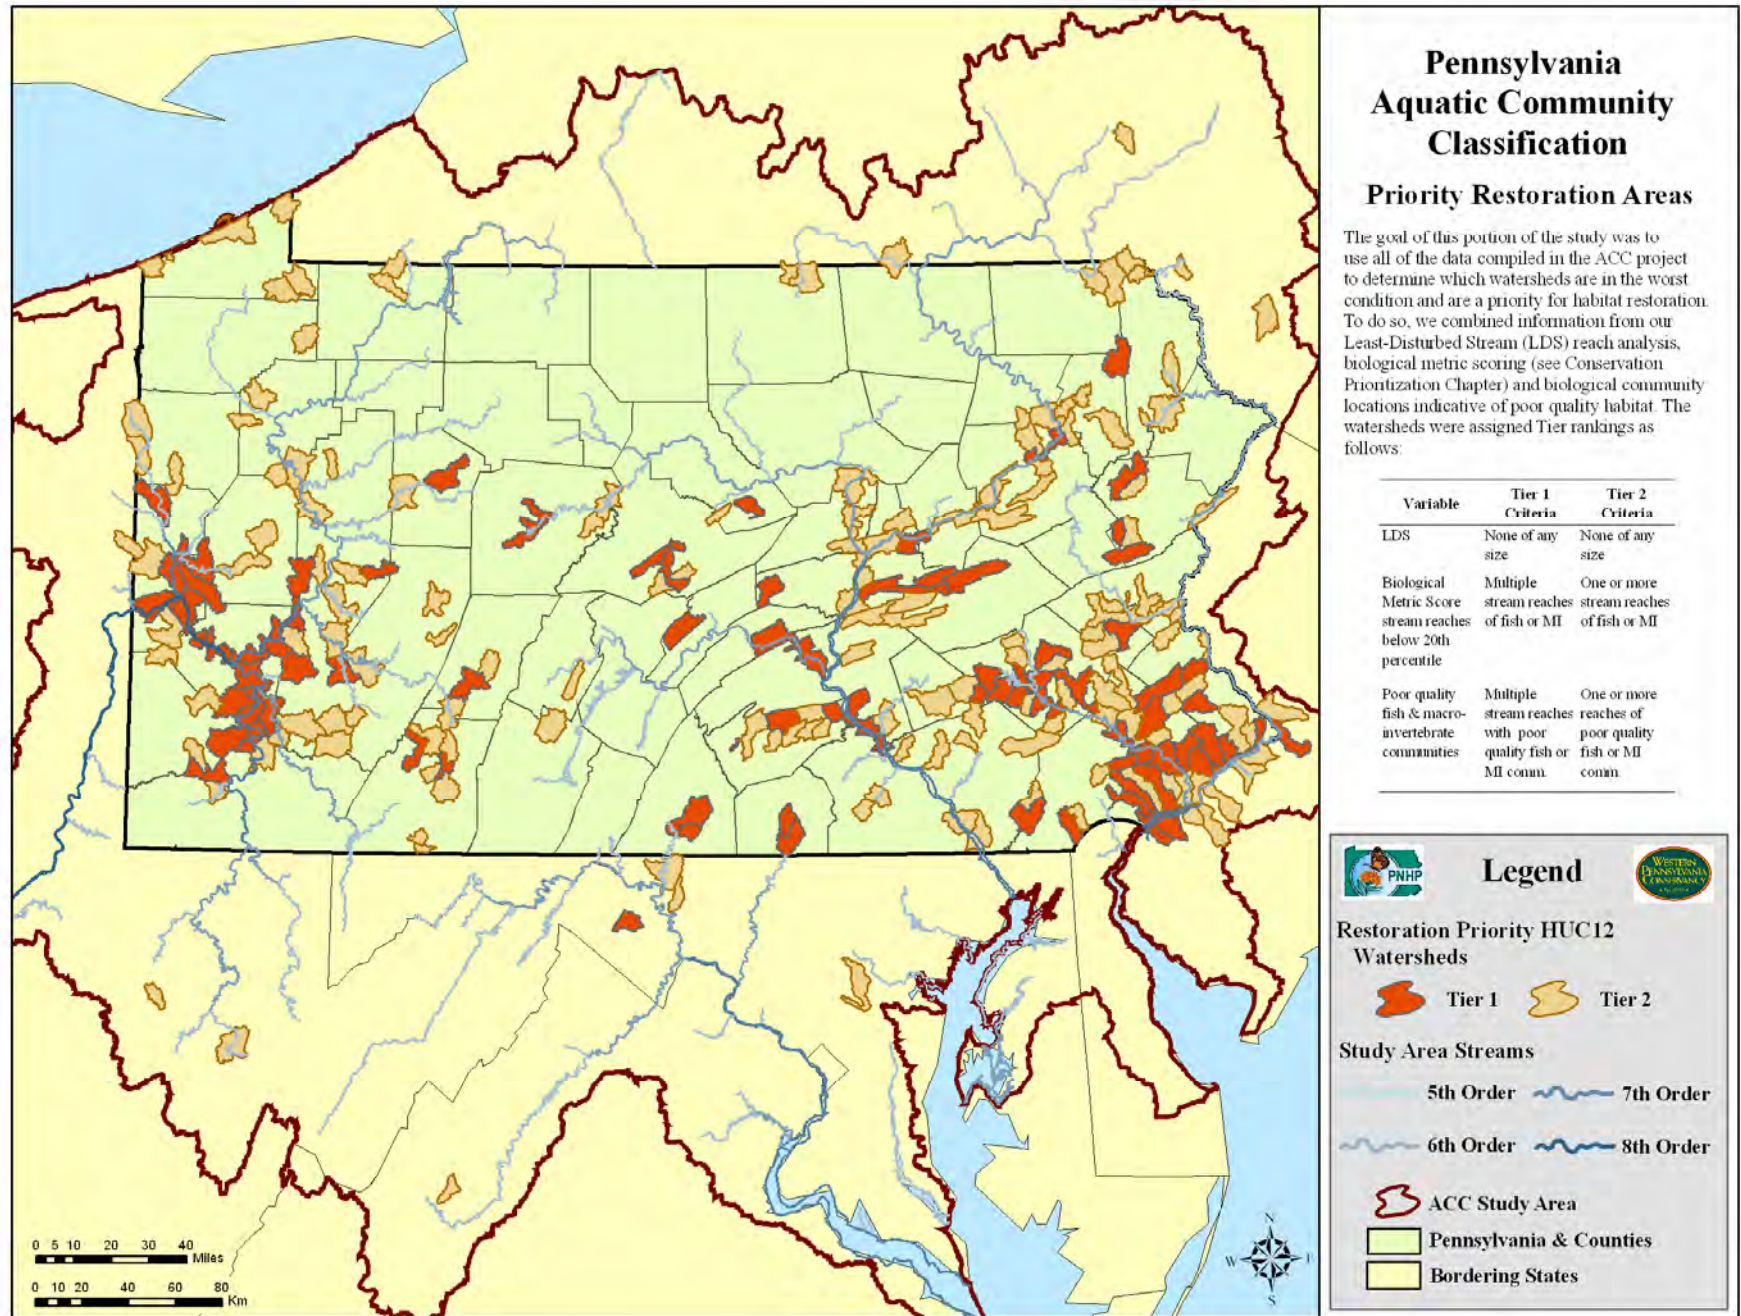 Pennsylvania
Aquatic Community
Classification
Priority Restoration Areas
The goal of this portion of the study was to
use all of the data compiled in the ACC project
to determine which watersheds are in the worst
condition and are a priority for habitat restoration.
To do so, we combined information from our
Least-Disturbed Stream (LDS) reach analysis,
biological metric scoring (see Conservation
Prioritization Chapter) and biological community
locations indicative of poor quality habitat. The
watersheds were assigned Tier rankings as
follows:
Variable Tier 1 Criteria Tier 2 Criteria
LDS None of any size None of any size
Biological Metric Score stream reaches below 20th percentile Multiple stream reaches of fish or MI One or more stream reaches of fish or MI
Poor quality fish & macro-invertebrate communities Multiple stream reaches with poor quality fish or MI comm. One or more reaches of poor quality fish or MI comm.
PNHP
Legend
WESTERN
PENNSYLVANIA
CONSERVANCY
Restoration Priority HUC12
Watersheds
Tier 1 Tier 2
Study Area Streams
5th Order 7th Order
6th Order 8th Order
ACC Study Area
Pennsylvania & Counties
Bordering States
0 5 10 20 30 40
Miles
0 10 20 40 60 80
Km
N
W E
S